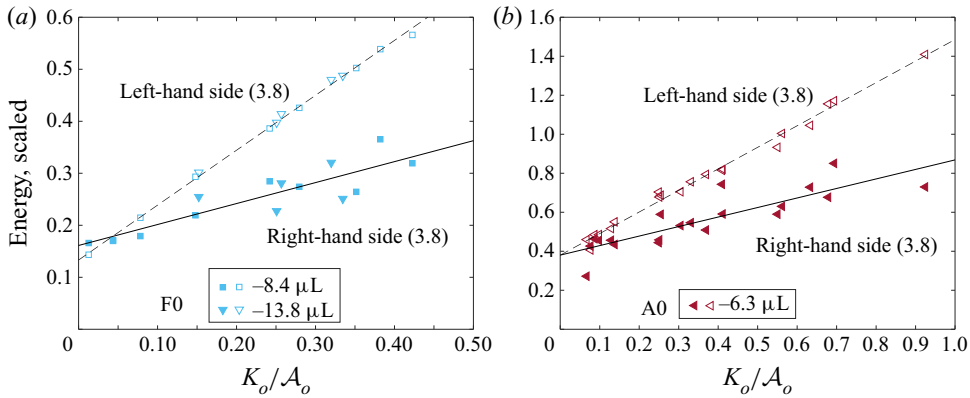 (a)
0.6
0.5
0.4
0.3
0.2
0.1
Energy, scaled
Left-hand side (3.8)
Right-hand side (3.8)
F0
–8.4 μL
–13.8 μL
0 0.10 0.20 0.30 0.40 0.50
K_o/𝒜_o
(b)
1.6
1.4
1.2
1.0
0.8
0.6
0.4
0.2
Left-hand side (3.8)
Right-hand side (3.8)
A0
–6.3 μL
0 0.1 0.2 0.3 0.4 0.5 0.6 0.7 0.8 0.9 1.0
K_o/𝒜_o